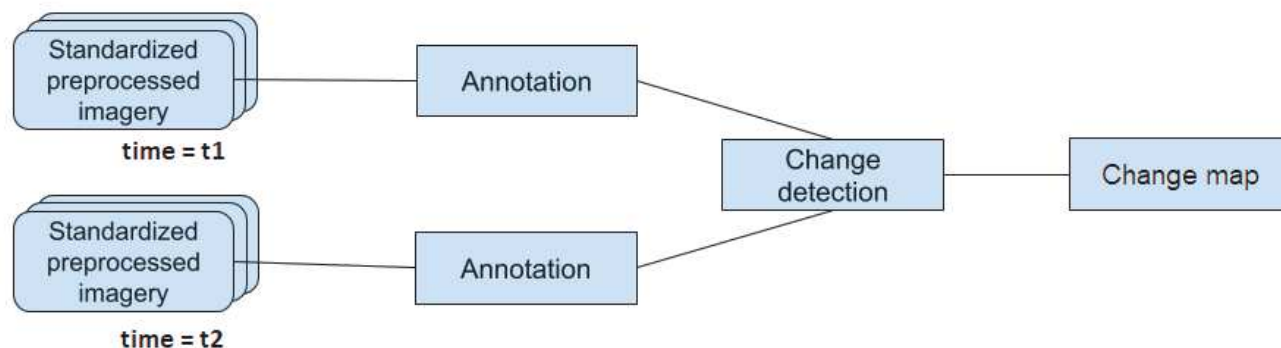 Standardized
preprocessed
imagery
time = t1
Annotation
Change
detection
Change map
Standardized
preprocessed
imagery
time = t2
Annotation